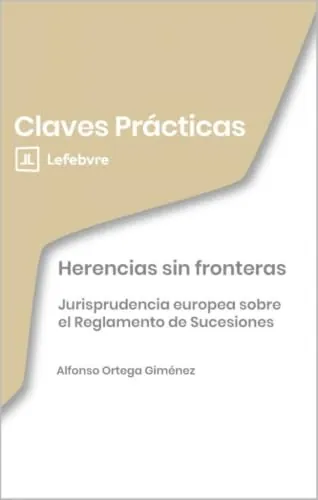 Claves Prácticas
JL Lefebvre
Herencias sin fronteras
Jurisprudencia europea sobre
el Reglamento de Sucesiones
Alfonso Ortega Giménez